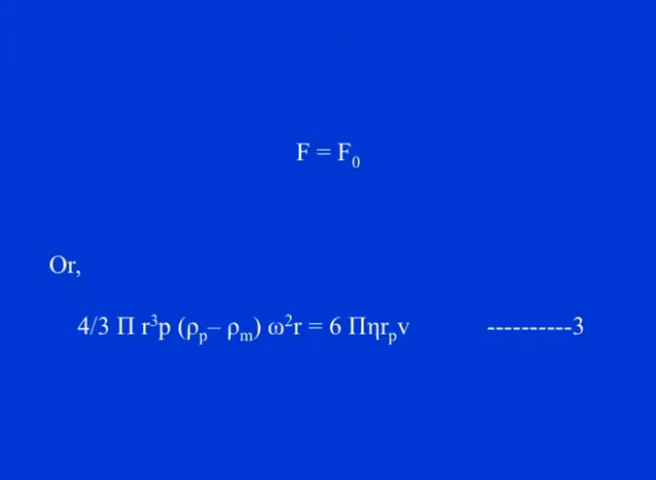 F = F₀
Or,
4/3 Π r³p (ρₚ– ρₘ) ω²r = 6 Πηrₚv ----------3